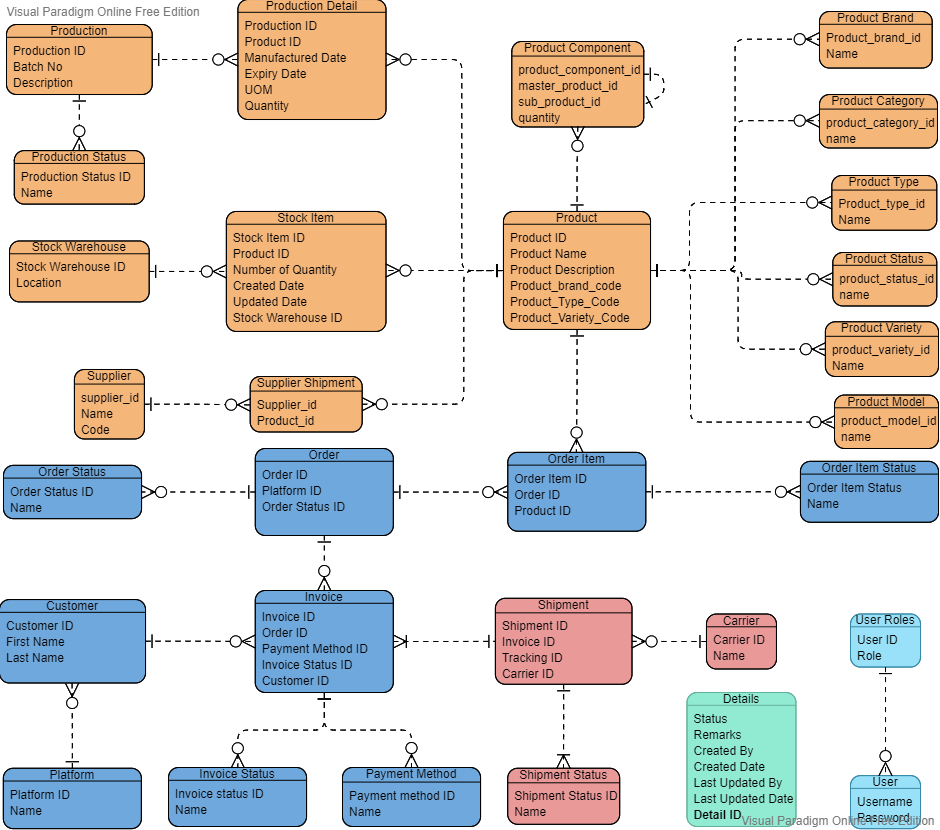 Visual Paradigm Online Free Edition
Production
Production ID
Batch No
Description
Production Detail
Production ID
Product ID
Manufactured Date
Expiry Date
UOM
Quantity
Product Component
product_component_id
master_product_id
sub_product_id
quantity
Product Brand
Product_brand_id
Name
Product Category
product_category_id
name
Production Status
Production Status ID
Name
Product Type
Product_type_id
Name
Stock Warehouse
Stock Warehouse ID
Location
Stock Item
Stock Item ID
Product ID
Number of Quantity
Created Date
Updated Date
Stock Warehouse ID
Product
Product ID
Product Name
Product Description
Product_brand_code
Product_Type_Code
Product_Variety_Code
Product Status
product_status_id
name
Product Variety
product_variety_id
Name
Supplier
supplier_id
Name
Code
Supplier Shipment
Supplier_id
Product_id
Product Model
product_model_id
name
Order Status
Order Status ID
Name
Order
Order ID
Platform ID
Order Status ID
Order Item
Order Item ID
Order ID
Product ID
Order Item Status
Order Item Status
Name
Customer
Customer ID
First Name
Last Name
Invoice
Invoice ID
Order ID
Payment Method ID
Invoice Status ID
Customer ID
Shipment
Shipment ID
Invoice ID
Tracking ID
Carrier ID
Carrier
Carrier ID
Name
User Roles
User ID
Role
Details
Status
Remarks
Created By
Created Date
Last Updated By
Last Updated Date
Detail ID
Platform
Platform ID
Name
Invoice Status
Invoice status ID
Name
Payment Method
Payment method ID
Name
Shipment Status
Shipment Status ID
Name
User
Username
Password
Visual Paradigm Online Free Edition